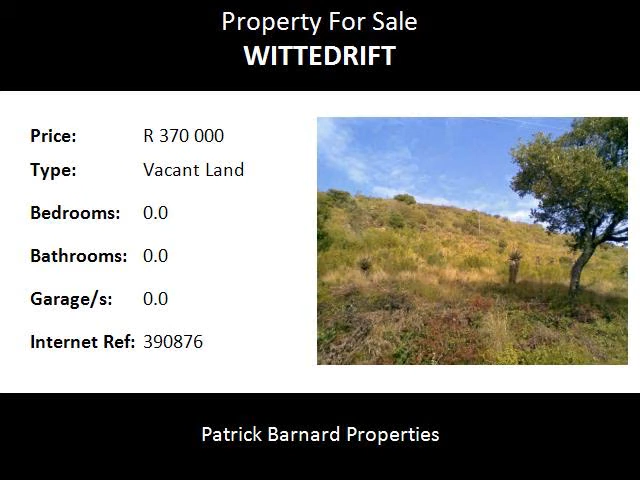 Property For Sale
WITTEDRIFT
Price: R 370 000
Type: Vacant Land
Bedrooms: 0.0
Bathrooms: 0.0
Garage/s: 0.0
Internet Ref: 390876
Patrick Barnard Properties